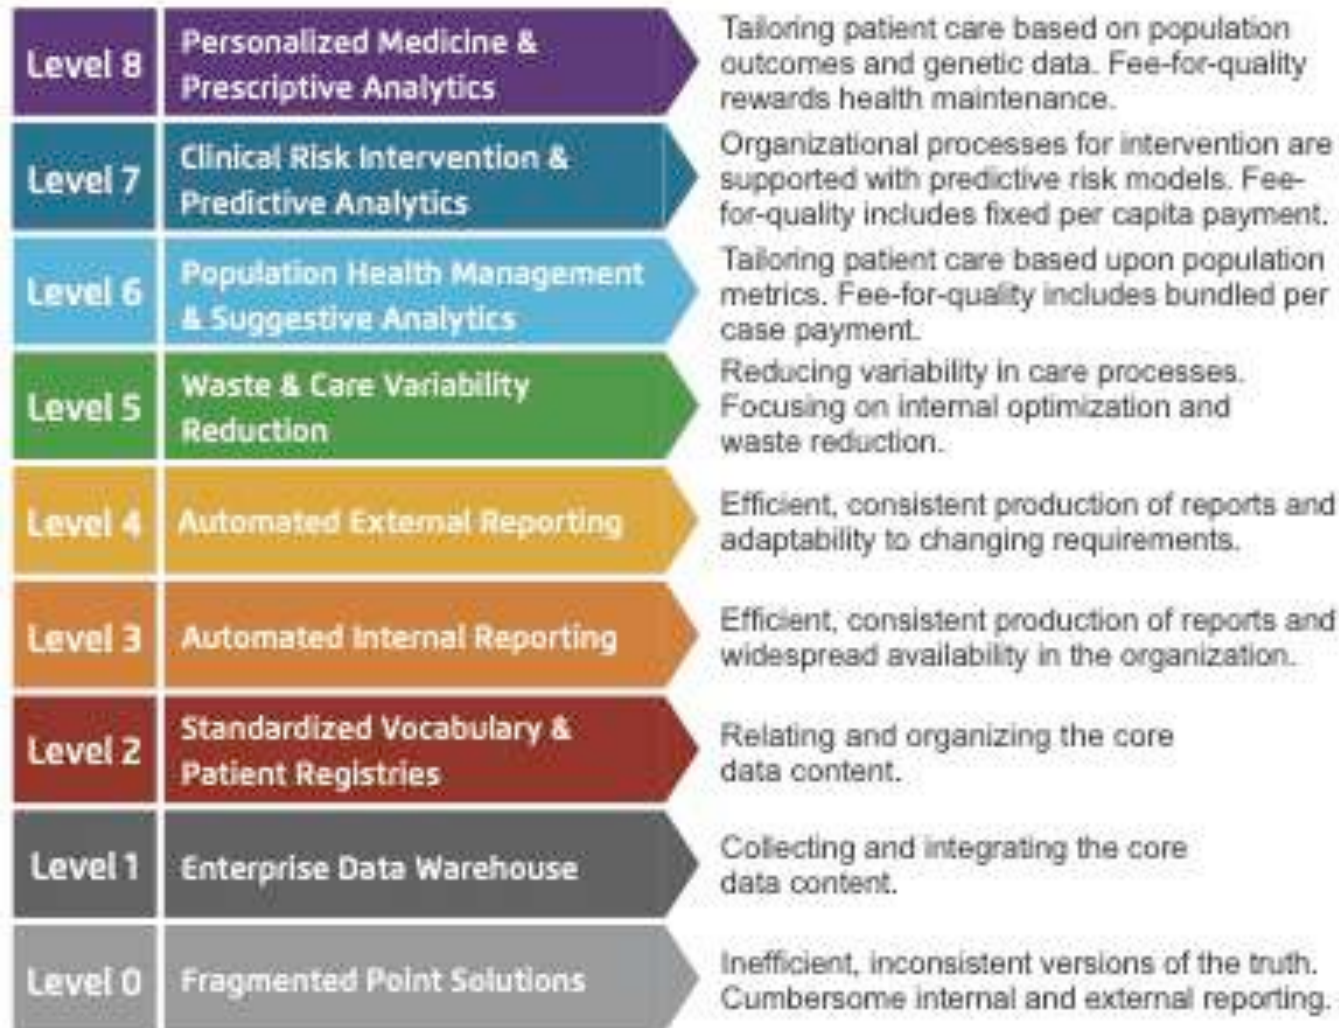 Level 8
Personalized Medicine &
Prescriptive Analytics
Tailoring patient care based on population
outcomes and genetic data. Fee-for-quality
rewards health maintenance.
Level 7
Clinical Risk Intervention &
Predictive Analytics
Organizational processes for intervention are
supported with predictive risk models. Fee-
for-quality includes fixed per capita payment.
Level 6
Population Health Management
& Suggestive Analytics
Tailoring patient care based upon population
metrics. Fee-for-quality includes bundled per
case payment.
Level 5
Waste & Care Variability
Reduction
Reducing variability in care processes.
Focusing on internal optimization and
waste reduction.
Level 4
Automated External Reporting
Efficient, consistent production of reports and
adaptability to changing requirements.
Level 3
Automated Internal Reporting
Efficient, consistent production of reports and
widespread availability in the organization.
Level 2
Standardized Vocabulary &
Patient Registries
Relating and organizing the core
data content.
Level 1
Enterprise Data Warehouse
Collecting and integrating the core
data content.
Level 0
Fragmented Point Solutions
Inefficient, inconsistent versions of the truth.
Cumbersome internal and external reporting.